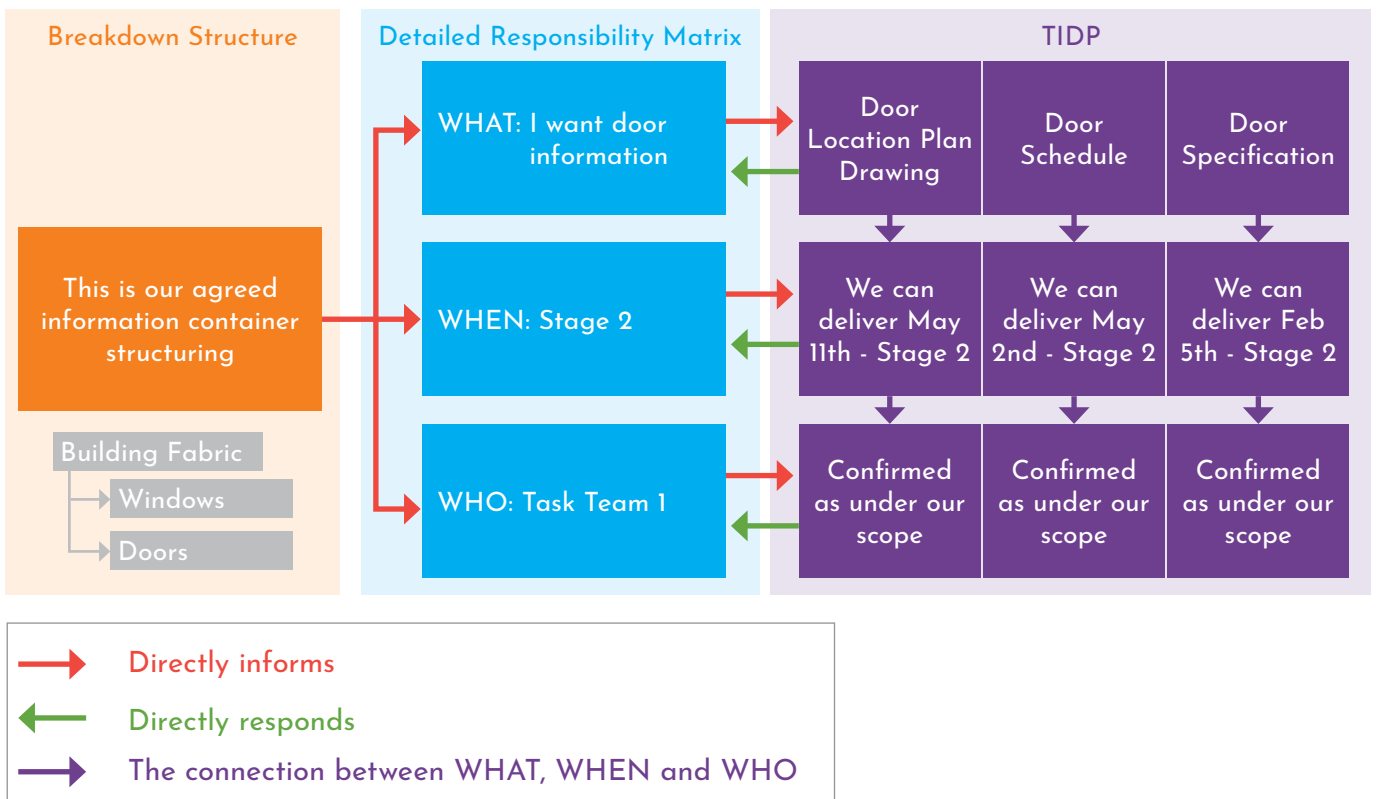 Breakdown Structure
This is our agreed
information container
structuring
Building Fabric
Windows
Doors
Detailed Responsibility Matrix
WHAT: I want door
information
WHEN: Stage 2
WHO: Task Team 1
TIDP
Door
Location Plan
Drawing
Door
Schedule
Door
Specification
We can
deliver May
11th - Stage 2
We can
deliver May
2nd - Stage 2
We can
deliver Feb
5th - Stage 2
Confirmed
as under our
scope
Confirmed
as under our
scope
Confirmed
as under our
scope
Directly informs
Directly responds
The connection between WHAT, WHEN and WHO